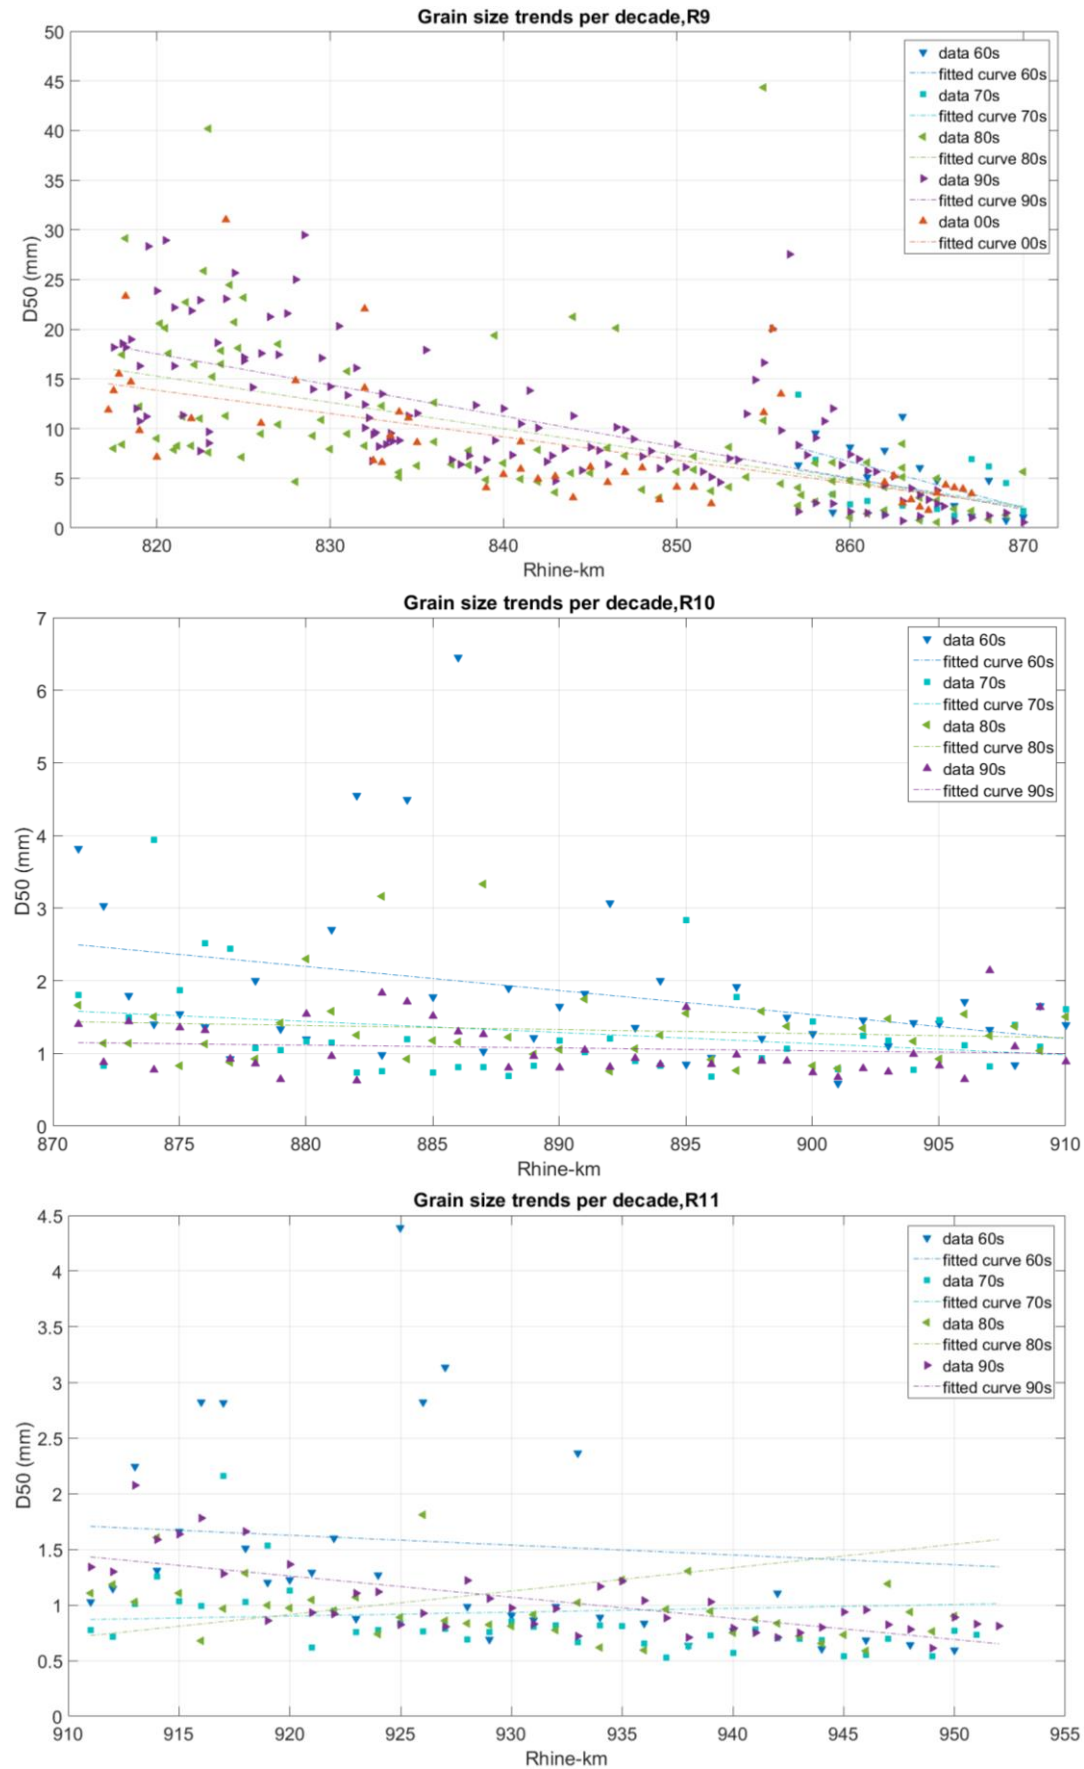 Grain size trends per decade,R9
50
45
40
35
30
25
20
15
10
5
0
D50 (mm)
820 830 840 850 860 870
Rhine-km
data 60s
fitted curve 60s
data 70s
fitted curve 70s
data 80s
fitted curve 80s
data 90s
fitted curve 90s
data 00s
fitted curve 00s
Grain size trends per decade,R10
7
6
5
4
3
2
1
0
D50 (mm)
870 875 880 885 890 895 900 905 910
Rhine-km
data 60s
fitted curve 60s
data 70s
fitted curve 70s
data 80s
fitted curve 80s
data 90s
fitted curve 90s
Grain size trends per decade,R11
4.5
4
3.5
3
2.5
2
1.5
1
0.5
0
D50 (mm)
910 915 920 925 930 935 940 945 950 955
Rhine-km
data 60s
fitted curve 60s
data 70s
fitted curve 70s
data 80s
fitted curve 80s
data 90s
fitted curve 90s